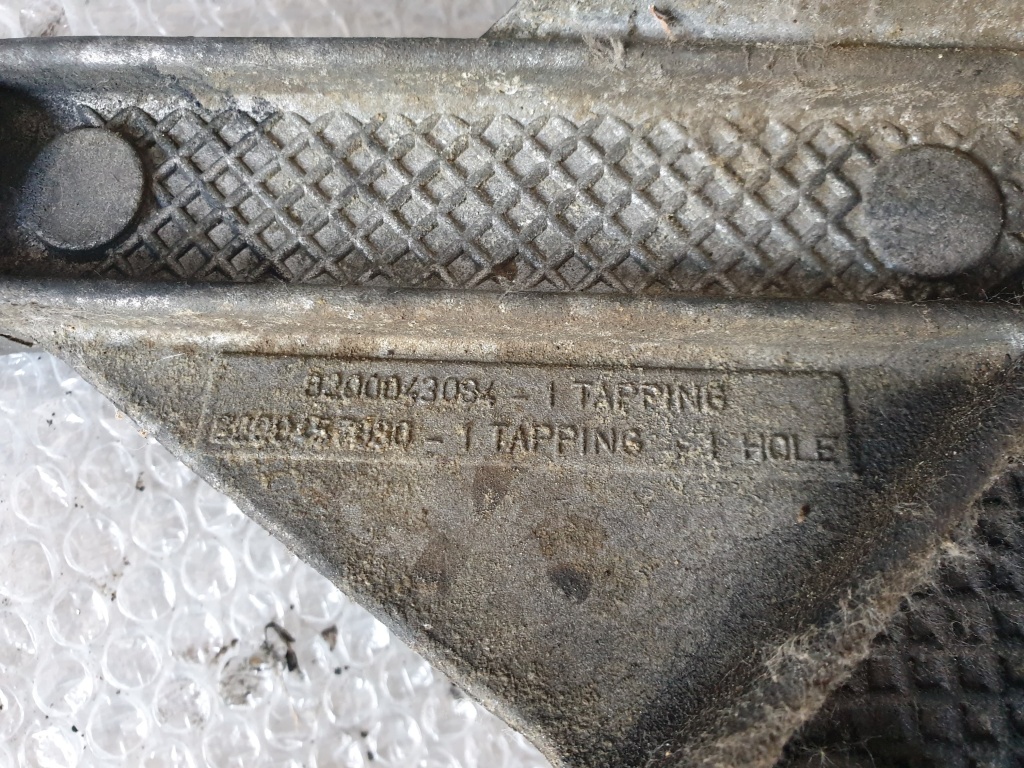 8200043084 - 1 TAPPING
- 1 TAPPING + 1 HOLE